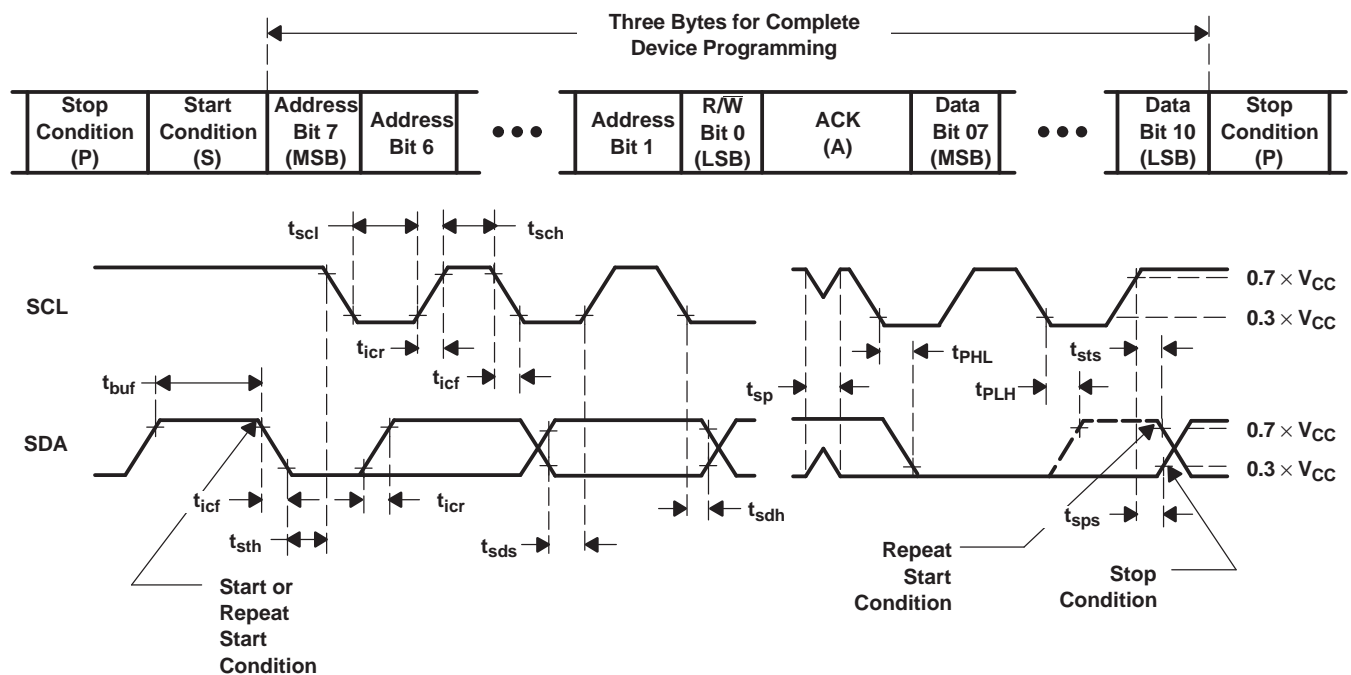 Three Bytes for Complete
Device Programming
Stop
Condition
(P)
Start
Condition
(S)
Address
Bit 7
(MSB)
Address
Bit 6
•••
Address
Bit 1
R/W̅
Bit 0
(LSB)
ACK
(A)
Data
Bit 07
(MSB)
•••
Data
Bit 10
(LSB)
Stop
Condition
(P)
tscl
tsch
SCL
0.7 × VCC
0.3 × VCC
ticr
tPHL
tsts
tbuf
ticf
tsp
tPLH
SDA
0.7 × VCC
0.3 × VCC
ticf
ticr
tsdh
tsps
tsth
tsds
Start or
Repeat
Start
Condition
Repeat
Start
Condition
Stop
Condition